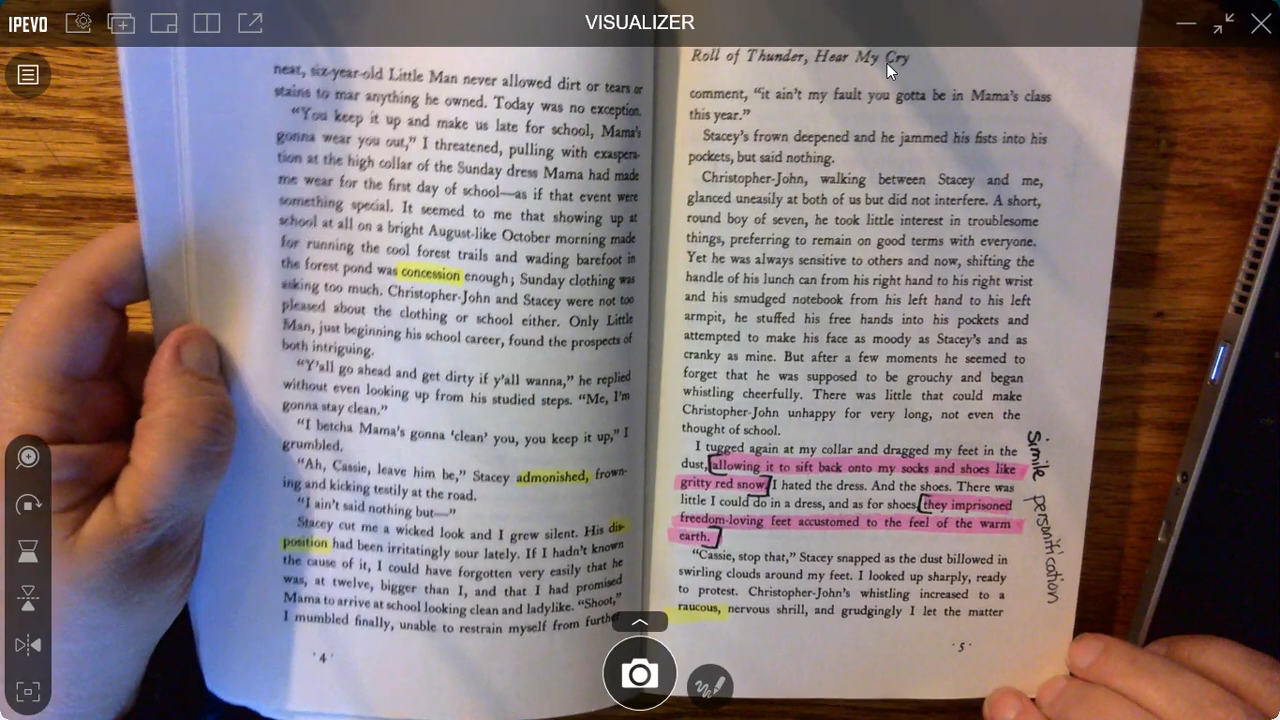 IPEVO
VISUALIZER
neat, six-year-old Little Man never allowed dirt or tears or
stains to mar anything he owned. Today was no exception.
“You keep it up and make us late for school, Mama’s
gonna wear you out,” I threatened, pulling with exaspera-
tion at the high collar of the Sunday dress Mama had made
me wear for the first day of school—as if that event were
something special. It seemed to me that showing up at
school at all on a bright August-like October morning made
for running the cool forest trails and wading barefoot in
the forest pond was concession enough; Sunday clothing was
asking too much. Christopher-John and Stacey were not too
pleased about the clothing or school either. Only Little
Man, just beginning his school career, found the prospects of
both intriguing.
“Y’all go ahead and get dirty if y’all wanna,” he replied
without even looking up from his studied steps. “Me, I’m
gonna stay clean.”
“I betcha Mama’s gonna ‘clean’ you, you keep it up,” I
grumbled.
“Ah, Cassie, leave him be,” Stacey admonished, frown-
ing and kicking testily at the road.
“I ain’t said nothing but—”
Stacey cut me a wicked look and I grew silent. His dis-
position had been irritatingly sour lately. If I hadn’t known
the cause of it, I could have forgotten very easily that he
was, at twelve, bigger than I, and that I had promised
Mama to arrive at school looking clean and ladylike. “Shoot,”
I mumbled finally, unable to restrain myself from further
· 4 ·
Roll of Thunder, Hear My Cry
comment, “it ain’t my fault you gotta be in Mama’s class
this year.”
Stacey’s frown deepened and he jammed his fists into his
pockets, but said nothing.
Christopher-John, walking between Stacey and me,
glanced uneasily at both of us but did not interfere. A short,
round boy of seven, he took little interest in troublesome
things, preferring to remain on good terms with everyone.
Yet he was always sensitive to others and now, shifting the
handle of his lunch can from his right hand to his right wrist
and his smudged notebook from his left hand to his left
armpit, he stuffed his free hands into his pockets and
attempted to make his face as moody as Stacey’s and as
cranky as mine. But after a few moments he seemed to
forget that he was supposed to be grouchy and began
whistling cheerfully. There was little that could make
Christopher-John unhappy for very long, not even the
thought of school.
I tugged again at my collar and dragged my feet in the
dust, [allowing it to sift back onto my socks and shoes like
gritty red snow.] I hated the dress. And the shoes. There was
little I could do in a dress, and as for shoes, [they imprisoned
freedom-loving feet accustomed to the feel of the warm
earth.]
“Cassie, stop that,” Stacey snapped as the dust billowed in
swirling clouds around my feet. I looked up sharply, ready
to protest. Christopher-John’s whistling increased to a
raucous, nervous shrill, and grudgingly I let the matter
· 5 ·
Simile
personification